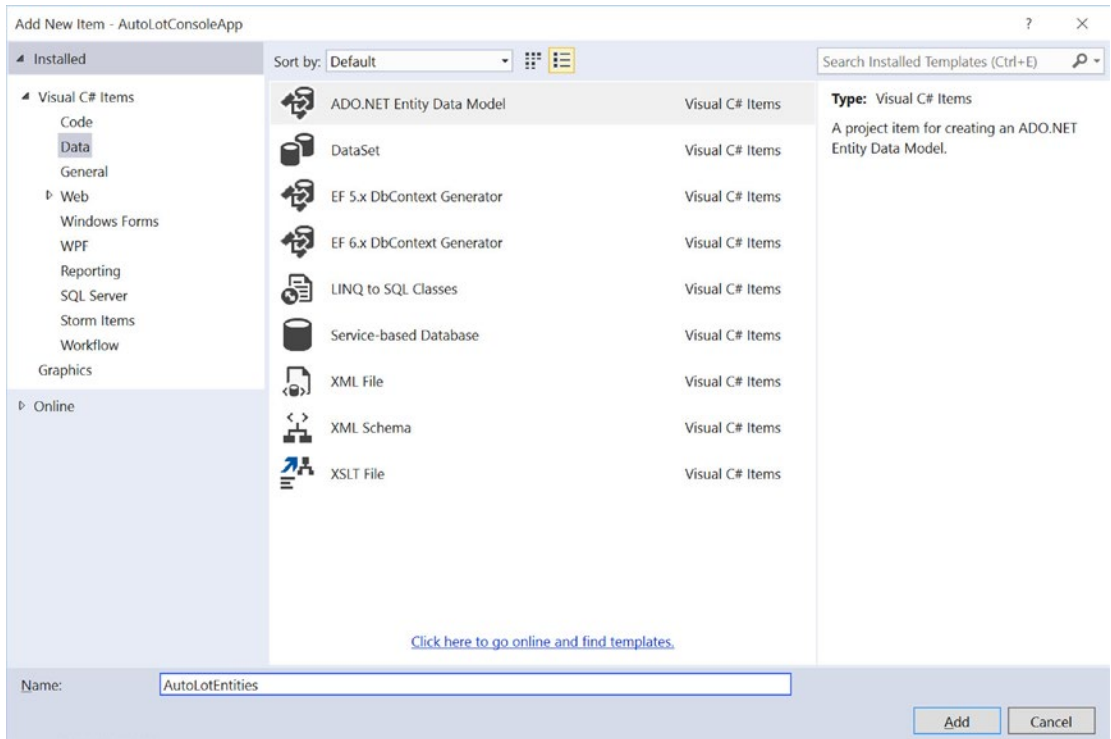 Add New Item - AutoLotConsoleApp
?
Installed
Sort by: Default
Search Installed Templates (Ctrl+E)
Visual C# Items
Code
Data
General
Web
Windows Forms
WPF
Reporting
SQL Server
Storm Items
Workflow
Graphics
Online
ADO.NET Entity Data Model Visual C# Items
DataSet Visual C# Items
EF 5.x DbContext Generator Visual C# Items
EF 6.x DbContext Generator Visual C# Items
LINQ to SQL Classes Visual C# Items
Service-based Database Visual C# Items
XML File Visual C# Items
XML Schema Visual C# Items
XSLT File Visual C# Items
Click here to go online and find templates.
Type: Visual C# Items
A project item for creating an ADO.NET
Entity Data Model.
Name: AutoLotEntities
Add Cancel